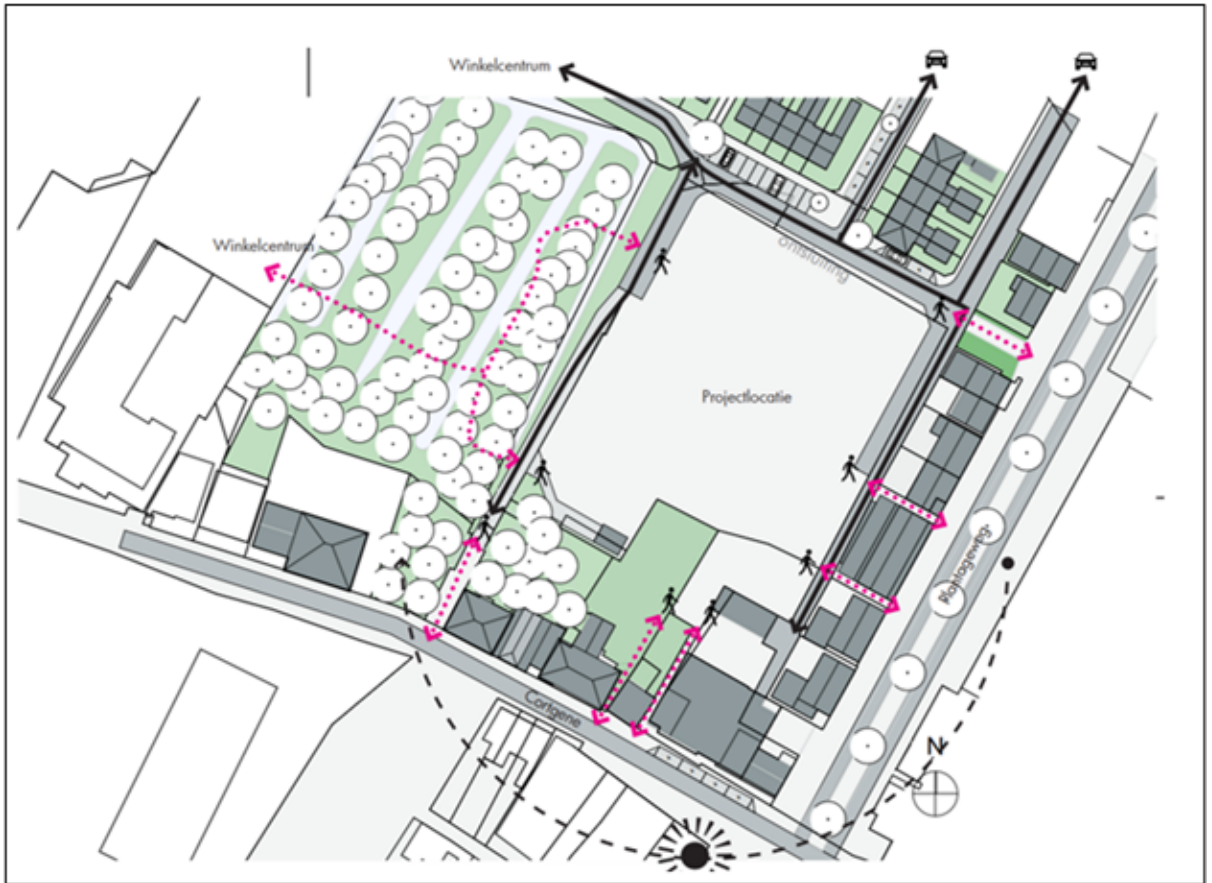 Winkelcentrum
Winkelcentrum
ontsluiting
Projectlocatie
Plantageweg
Cortgene
N